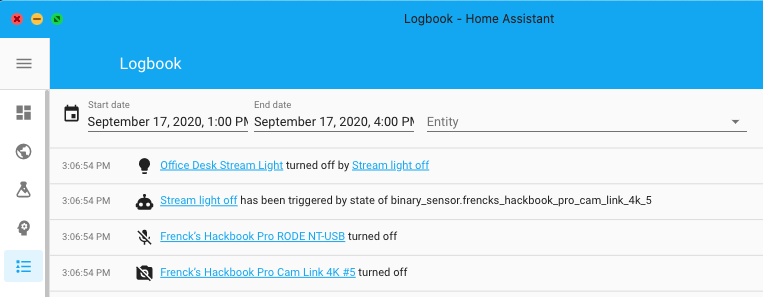 Logbook - Home Assistant
Logbook
Start date
End date
September 17, 2020, 1:00 PM
September 17, 2020, 4:00 PM
Entity
3:06:54 PM Office Desk Stream Light turned off by Stream light off
3:06:54 PM Stream light off has been triggered by state of binary_sensor.frencks_hackbook_pro_cam_link_4k_5
3:06:54 PM Frenck's Hackbook Pro RODE NT-USB turned off
3:06:54 PM Frenck's Hackbook Pro Cam Link 4K #5 turned off